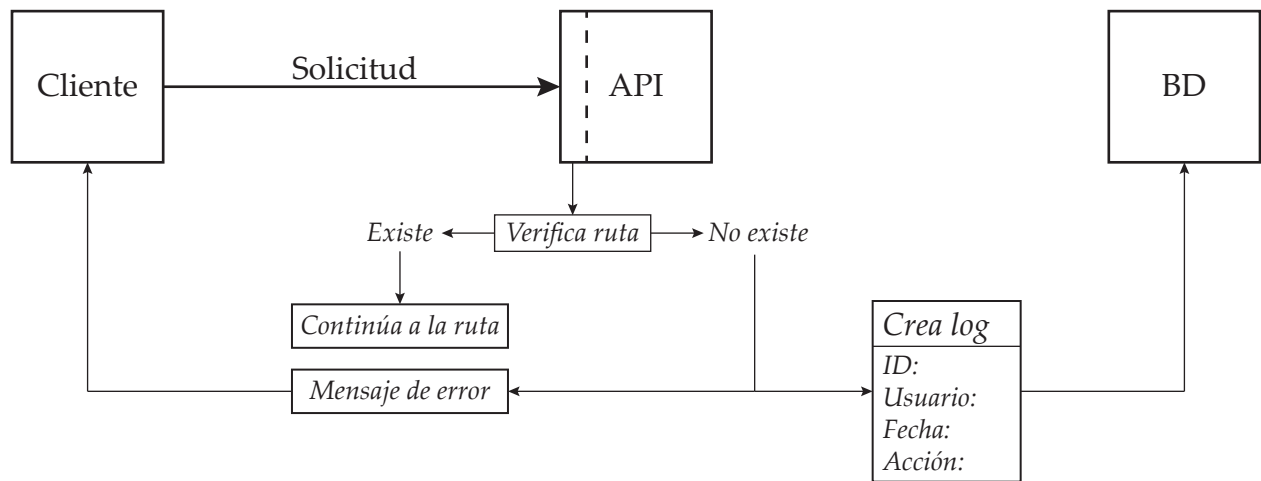 Cliente
Solicitud
API
BD
Existe
Verifica ruta
No existe
Continúa a la ruta
Mensaje de error
Crea log
ID:
Usuario:
Fecha:
Acción: